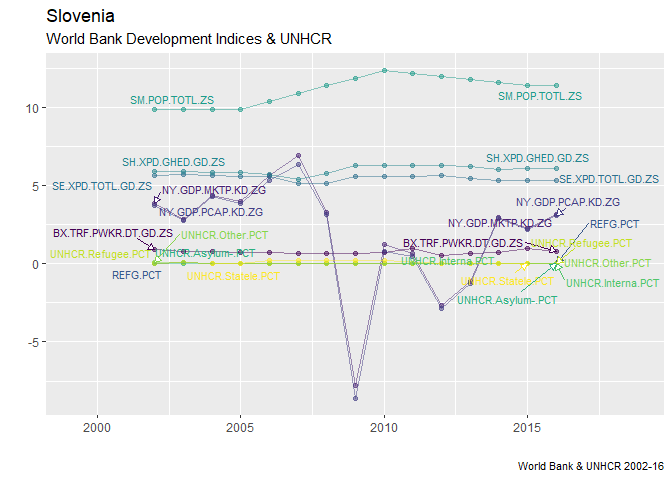 Slovenia
World Bank Development Indices & UNHCR
SM.POP.TOTL.ZS
SM.POP.TOTL.ZS
10
SH.XPD.GHED.GD.ZS
SH.XPD.GHED.GD.ZS
SE.XPD.TOTL.GD.ZS
SE.XPD.TOTL.GD.ZS
5
NY.GDP.MKTP.KD.ZG
NY.GDP.PCAP.KD.ZG
NY.GDP.PCAP.KD.ZG
NY.GDP.MKTP.KD.ZG
REFG.PCT
BX.TRF.PWKR.DT.GD.ZS
UNHCR.Other.PCT
BX.TRF.PWKR.DT.GD.ZS
UNHCR.Refugee.PCT
UNHCR.Refugee.PCT
UNHCR.Asylum-.PCT
UNHCR.Interna.PCT
UNHCR.Other.PCT
0
REFG.PCT
UNHCR.Statele.PCT
UNHCR.Statele.PCT
UNHCR.Interna.PCT
UNHCR.Asylum-.PCT
-5
2000
2005
2010
2015
World Bank & UNHCR 2002-16